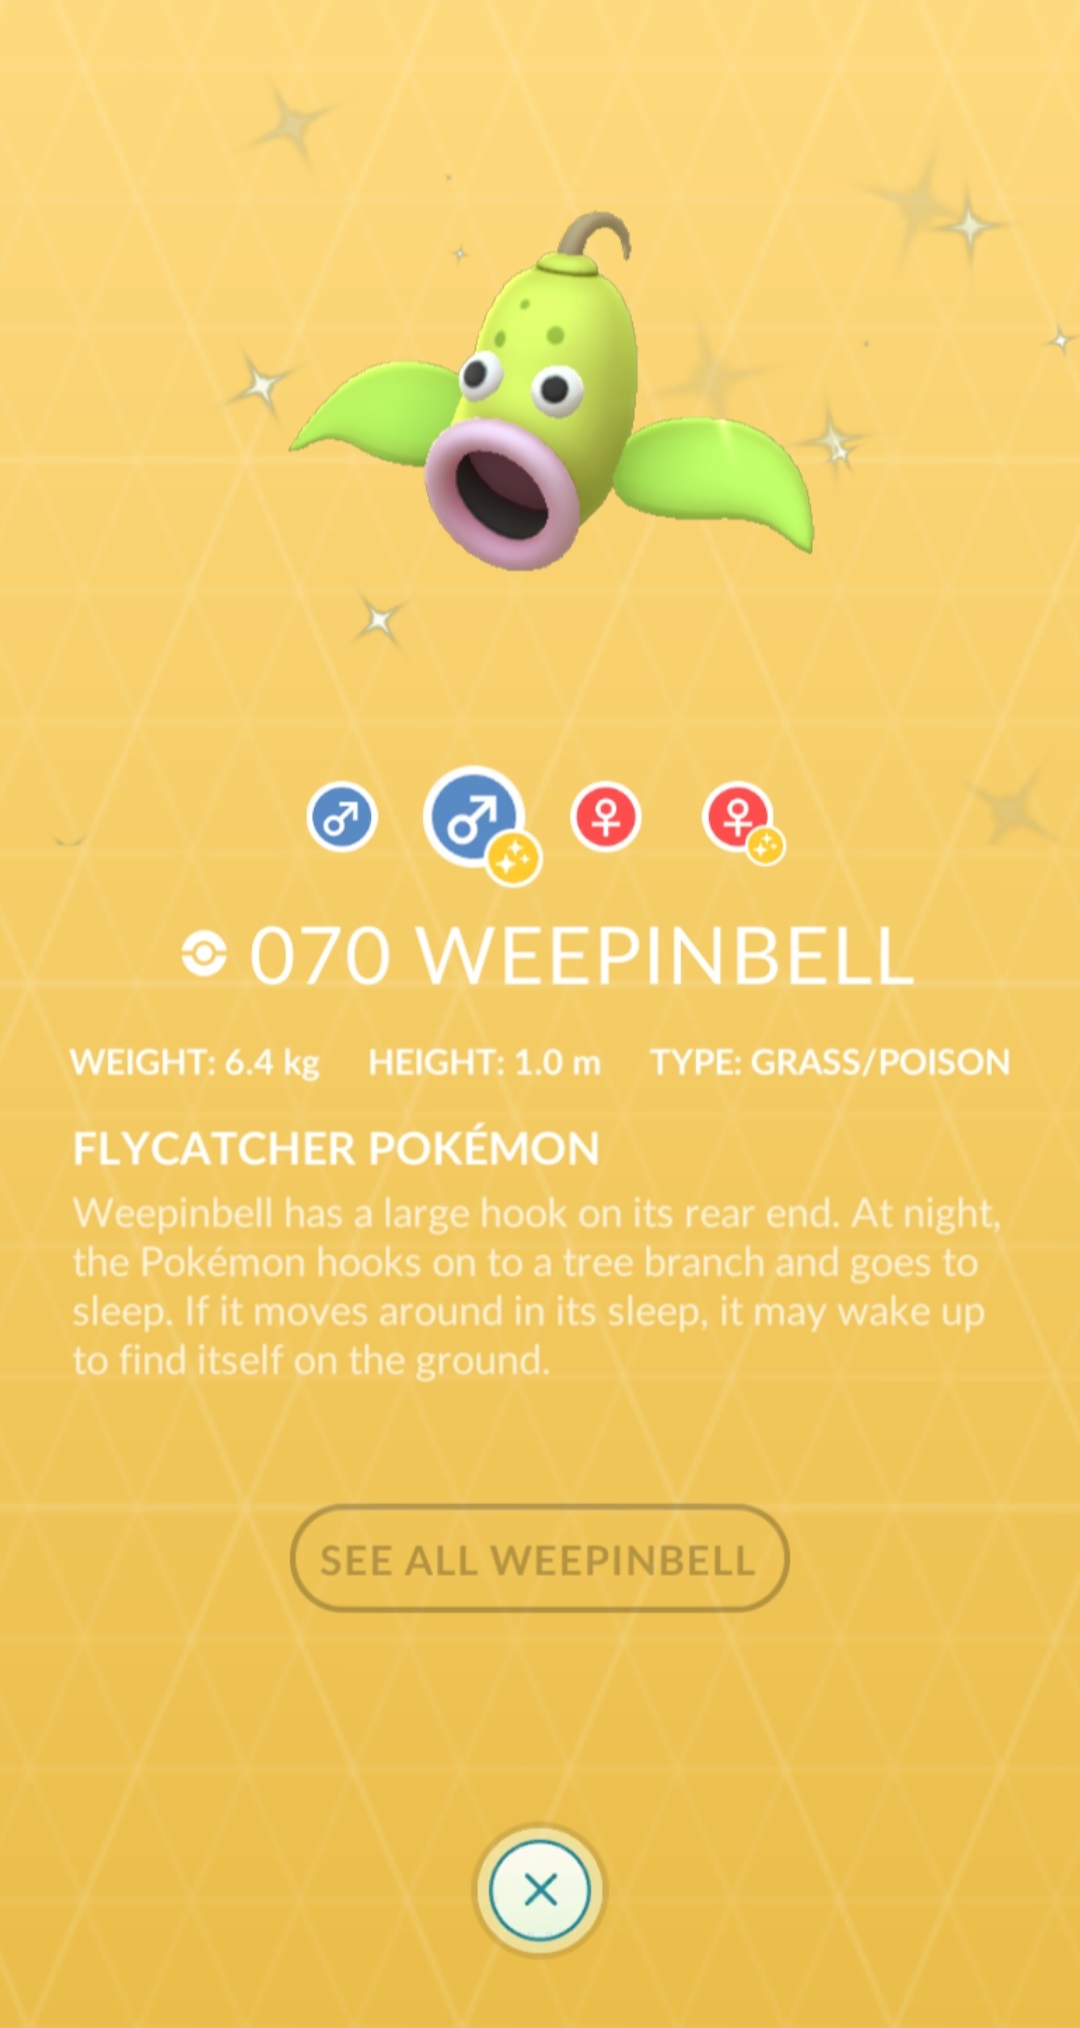 070 WEEPINBELL
WEIGHT: 6.4 kg HEIGHT: 1.0 m TYPE: GRASS/POISON
FLYCATCHER POKÉMON
Weepinbell has a large hook on its rear end. At night,
the Pokémon hooks on to a tree branch and goes to
sleep. If it moves around in its sleep, it may wake up
to find itself on the ground.
SEE ALL WEEPINBELL